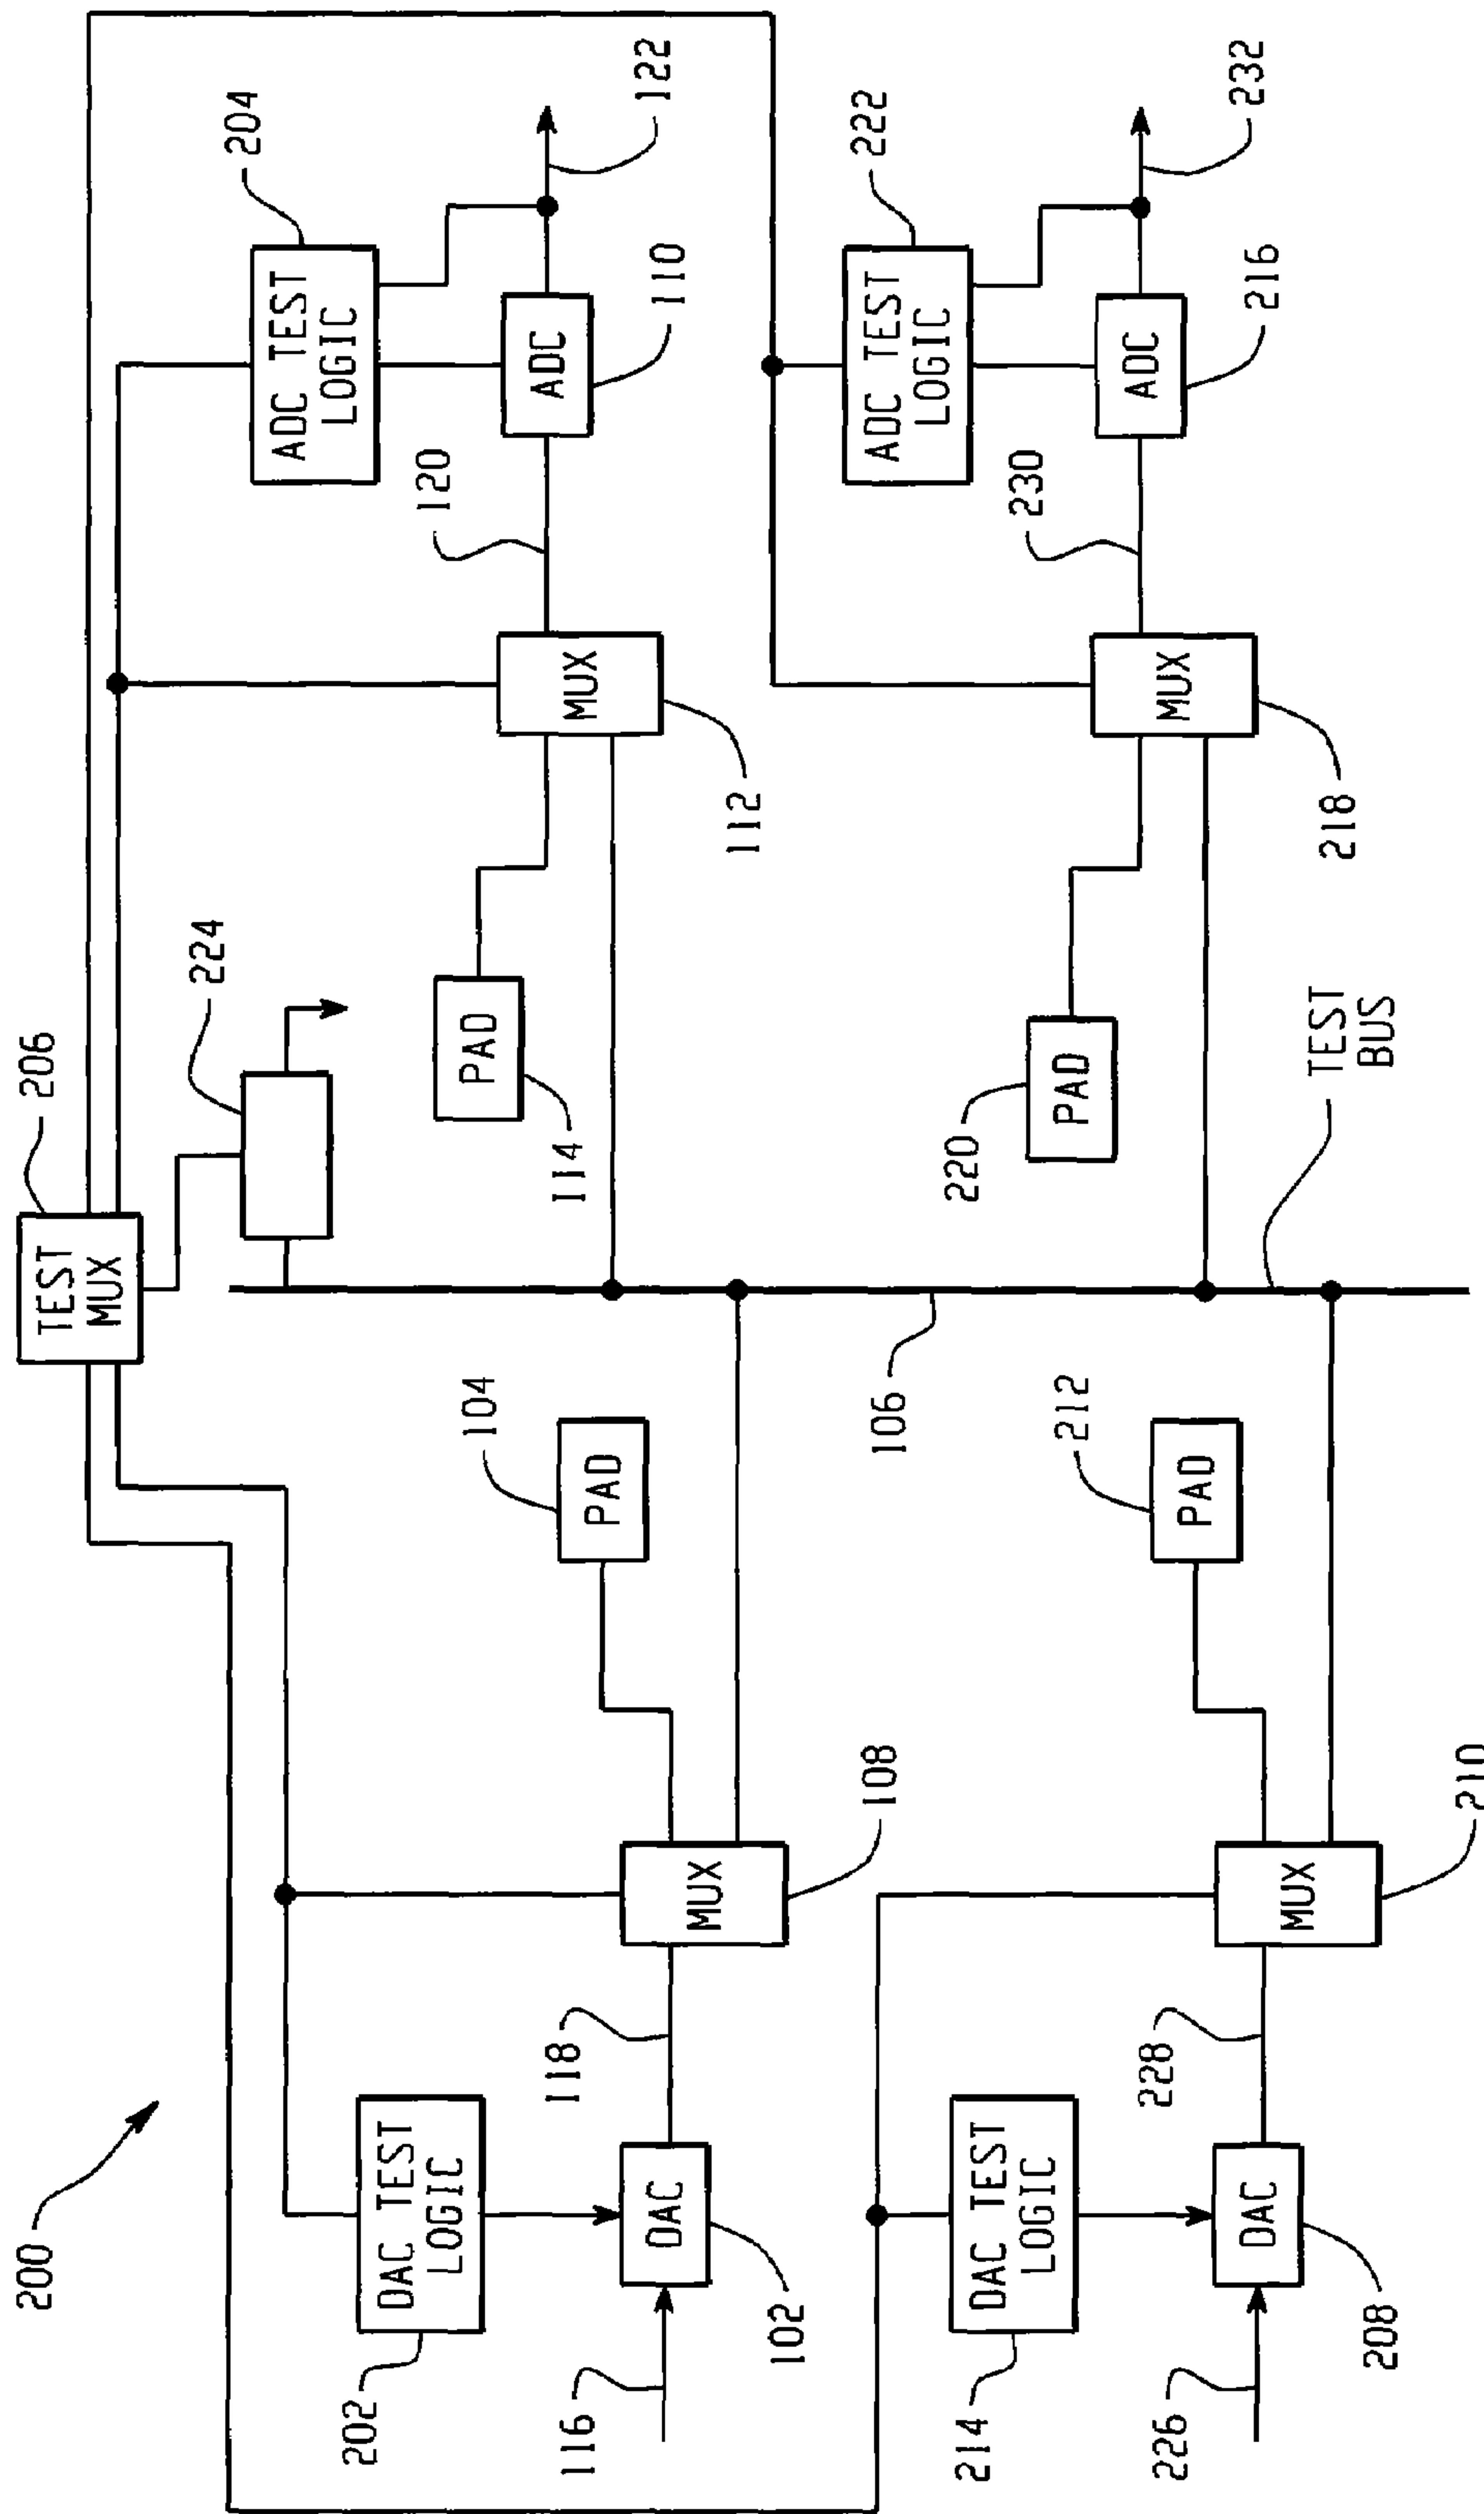 200
TEST
MUX
206
224
204
ADC TEST
LOGIC
202
DAC TEST
LOGIC
116
118
DAC
102
MUX
108
104
PAD
106
114
PAD
MUX
112
120
ADC
110
122
214
DAC TEST
LOGIC
226
228
DAC
208
MUX
210
212
PAD
TEST
BUS
220
PAD
MUX
218
230
222
ADC TEST
LOGIC
ADC
216
232